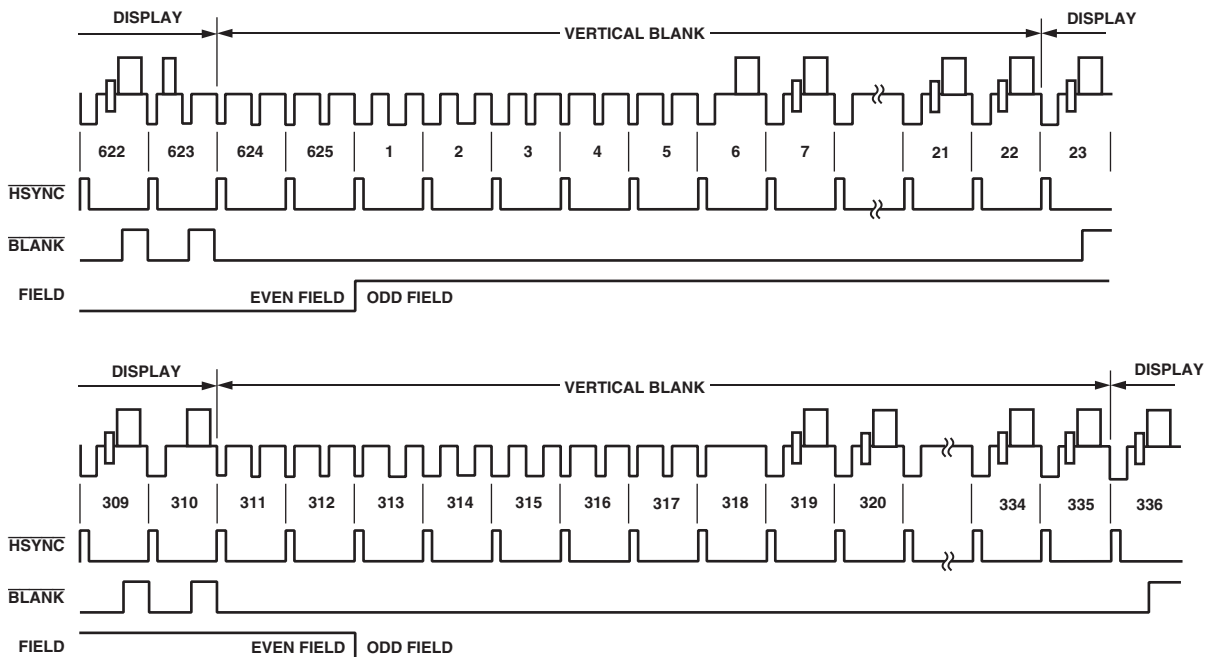 DISPLAY VERTICAL BLANK DISPLAY
622 623 624 625 1 2 3 4 5 6 7 21 22 23
HSYNC
BLANK
FIELD EVEN FIELD ODD FIELD
DISPLAY VERTICAL BLANK DISPLAY
309 310 311 312 313 314 315 316 317 318 319 320 334 335 336
HSYNC
BLANK
FIELD EVEN FIELD ODD FIELD